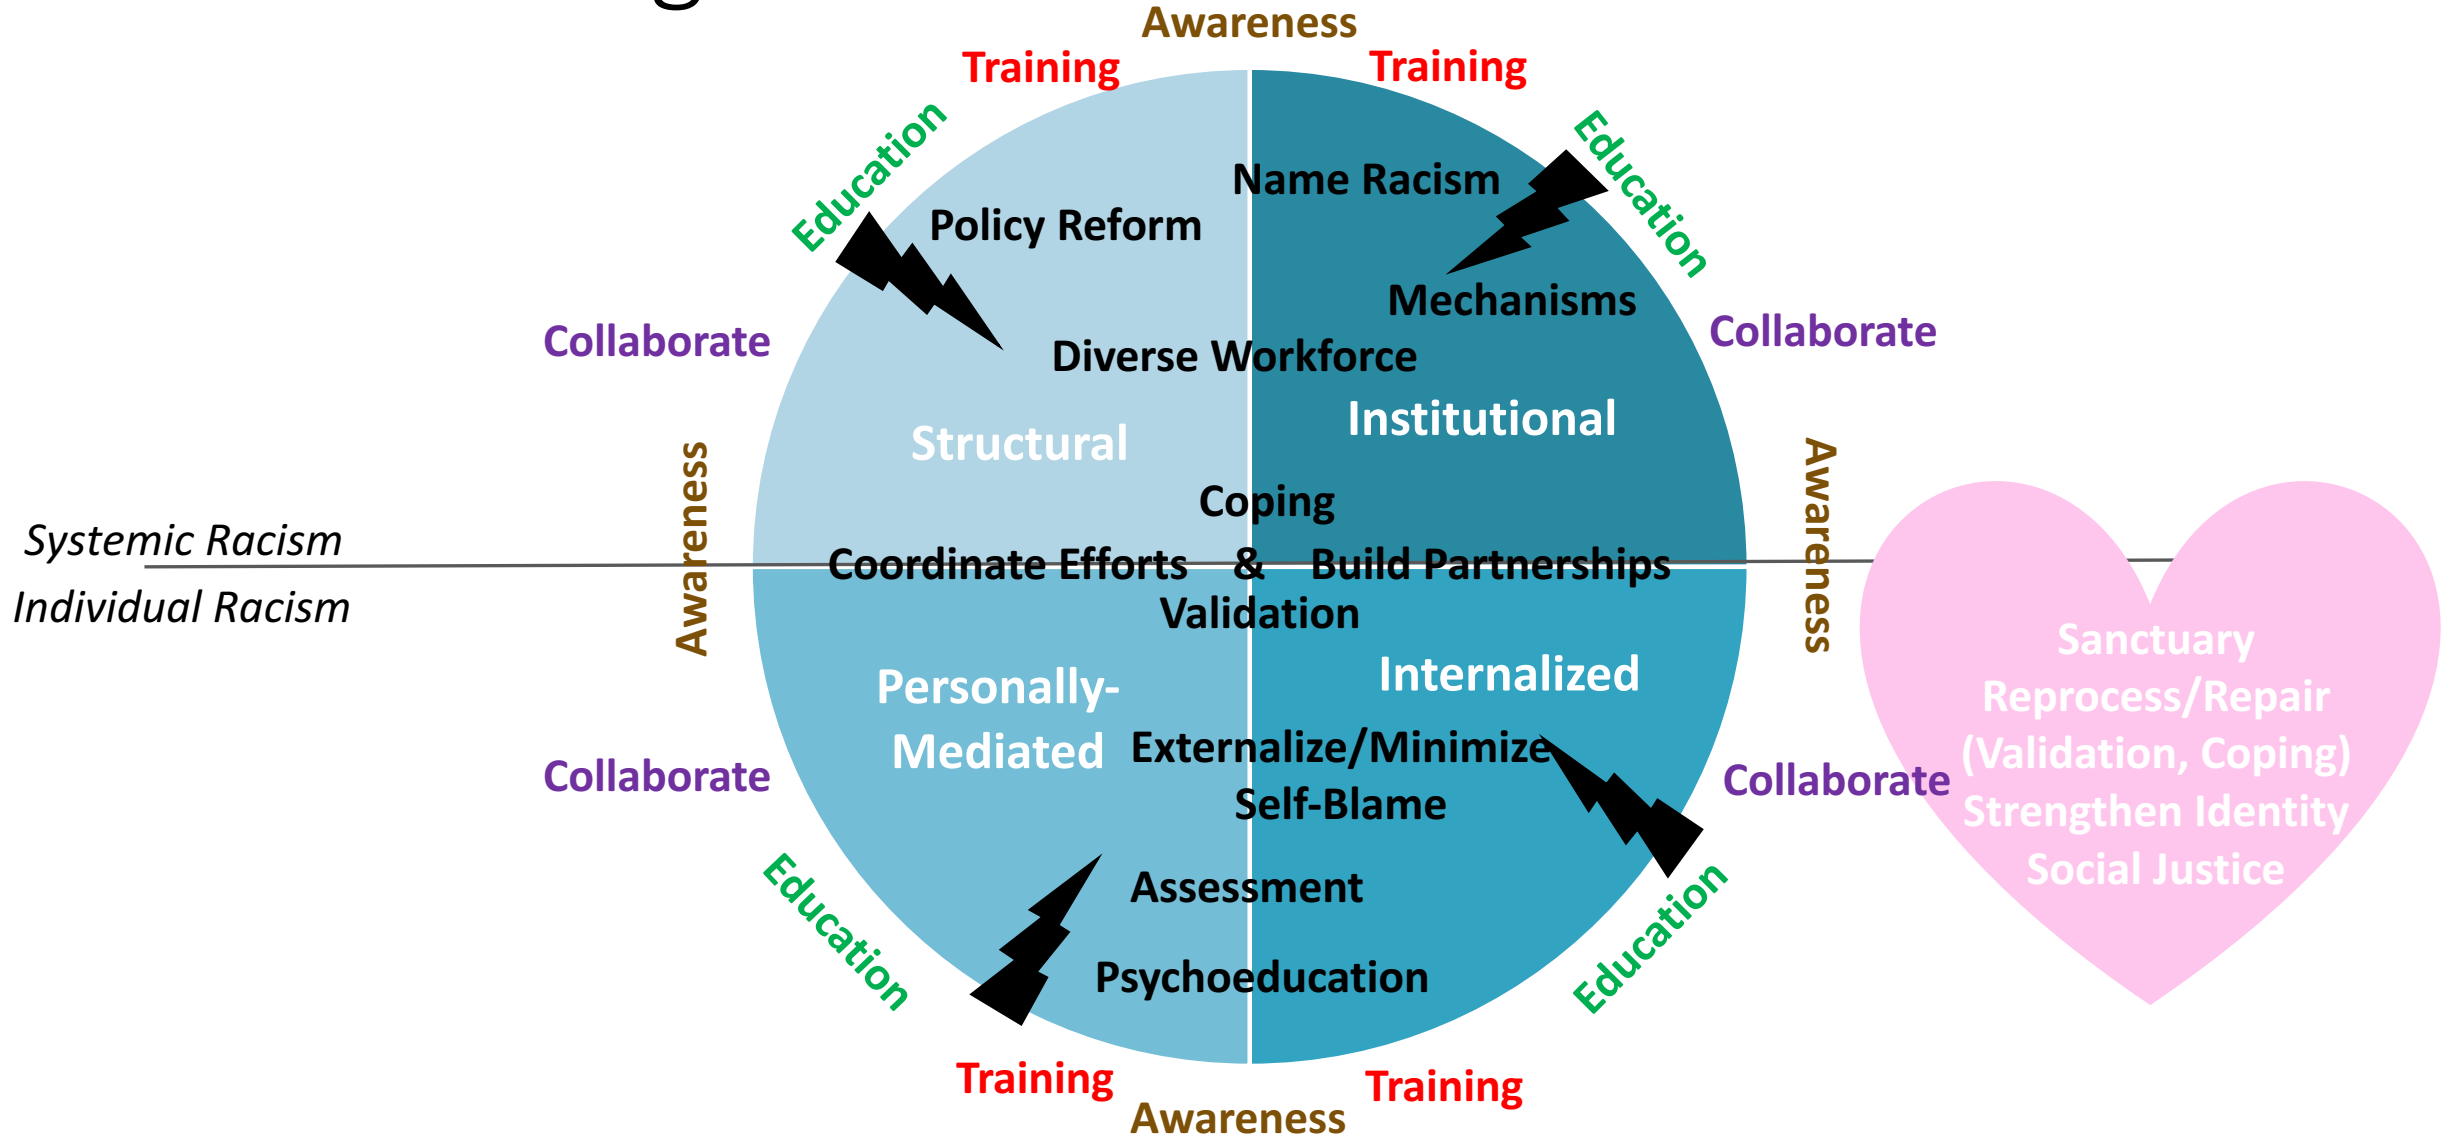 g
Awareness
Training
Training
Education
Education
Name Racism
Policy Reform
Mechanisms
Collaborate
Collaborate
Diverse Workforce
Institutional
Structural
Coping
Awareness
Awareness
Systemic Racism
Coordinate Efforts & Build Partnerships
Individual Racism
Validation
Personally-
Mediated
Internalized
Externalize/Minimize
Self-Blame
Collaborate
Collaborate
Sanctuary
Reprocess/Repair
(Validation, Coping)
Strengthen Identity
Social Justice
Assessment
Education
Education
Psychoeducation
Training
Training
Awareness